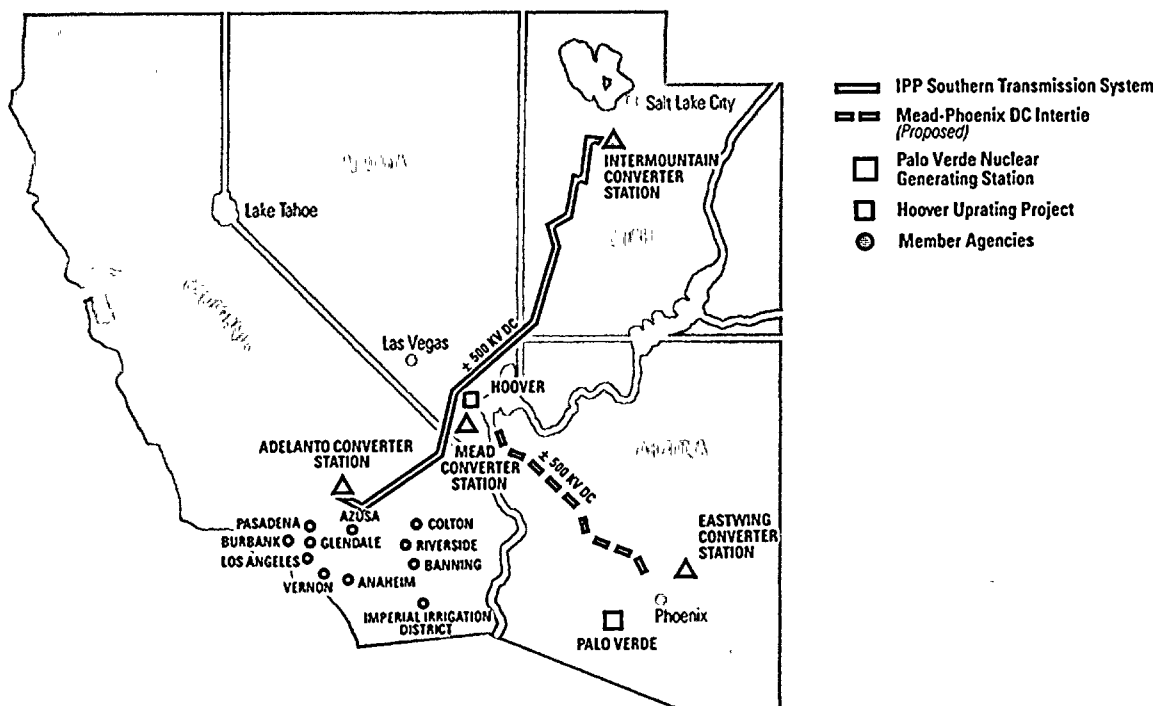 Salt Lake City
INTERMOUNTAIN
CONVERTER
STATION
Lake Tahoe
Las Vegas
± 500 KV DC
HOOVER
MEAD
CONVERTER
STATION
ADELANTO CONVERTER
STATION
± 500 KV DC
EASTWING
CONVERTER
STATION
AZUSA
PASADENA
COLTON
BURBANK
GLENDALE
RIVERSIDE
LOS ANGELES
BANNING
VERNON
ANAHEIM
IMPERIAL IRRIGATION
DISTRICT
Phoenix
PALO VERDE
IPP Southern Transmission System
Mead-Phoenix DC Intertie
(Proposed)
Palo Verde Nuclear
Generating Station
Hoover Uprating Project
Member Agencies